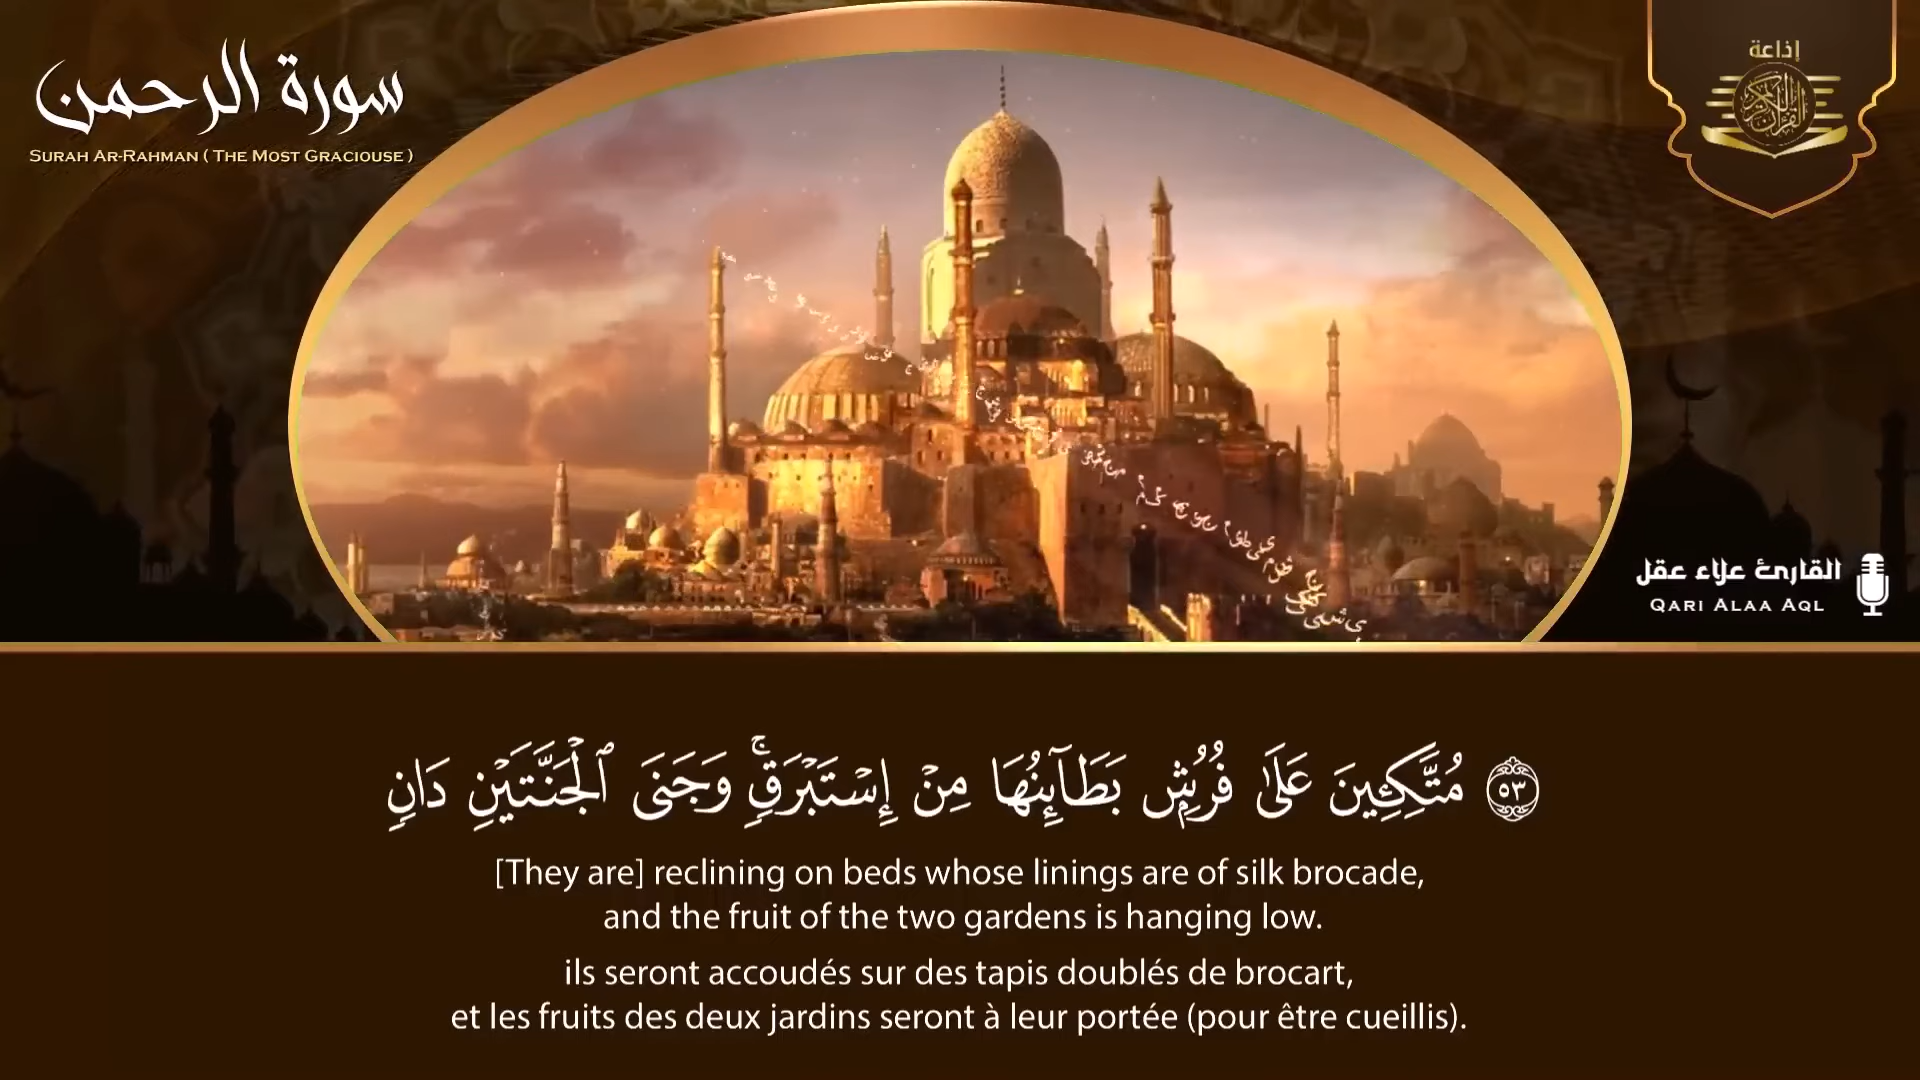 سورة الرحمن
SURAH AR-RAHMAN ( THE MOST GRACIOUSE )
إذاعة
القرآن الكريم
القارئ علاء عقل
QARI ALAA AQL
۝٥٣ مُتَّكِـِٔينَ عَلَىٰ فُرُشٍۭ بَطَآئِنُهَا مِنْ إِسْتَبْرَقٍۚ وَجَنَى ٱلْجَنَّتَيْنِ دَانٍ
[They are] reclining on beds whose linings are of silk brocade,
and the fruit of the two gardens is hanging low.
ils seront accoudés sur des tapis doublés de brocart,
et les fruits des deux jardins seront à leur portée (pour être cueillis).